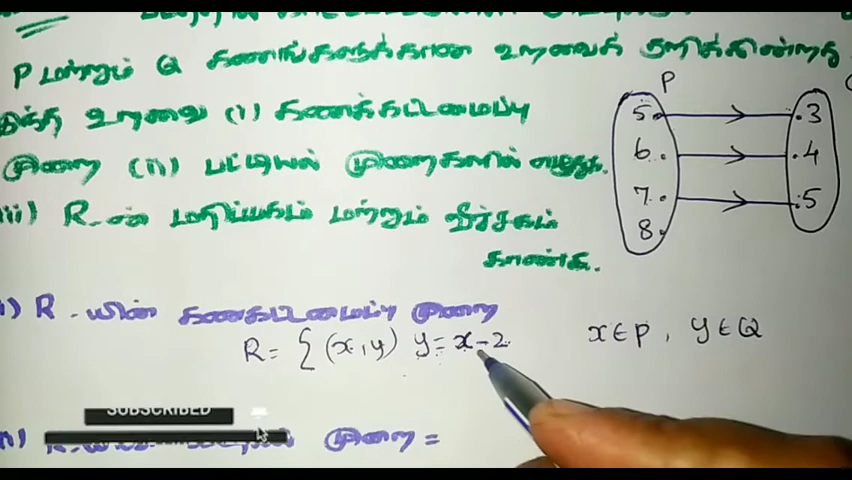 P மற்றும் Q கணங்களுக்கான உறவைக் குறிக்கின்றது
இந்த உறவை (i) கணக்கட்டமைப்பு
முறை (ii) பட்டியல் முறைகளில் எழுதுக.
iii) R-ன் மதிப்பகம் மற்றும் வீச்சகம்
காண்க.
P
5 3
6 4
7 5
8
i) R-யின் கணக்கட்டமைப்பு முறை
R = { (x,y) y = x-2 x∈P, y∈Q
SUBSCRIBED
முறை =